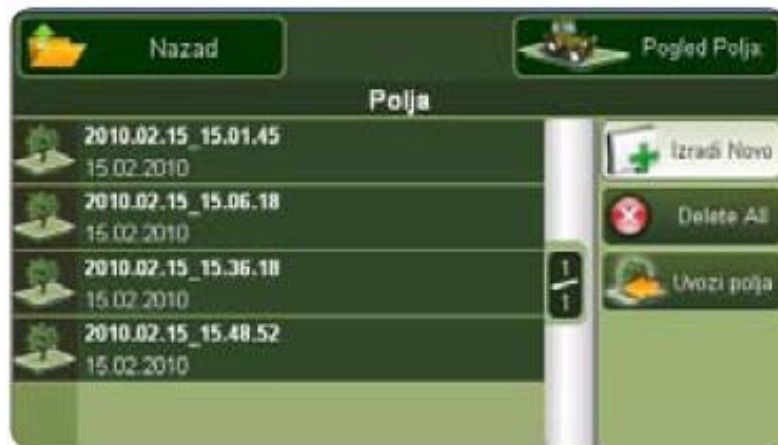 Nazad
Pogled Polja
Polja
2010.02.15_15.01.45
15.02.2010
2010.02.15_15.06.18
15.02.2010
2010.02.15_15.36.18
15.02.2010
2010.02.15_15.48.52
15.02.2010
1
1
Izradi Novo
Delete All
Uvozi polja